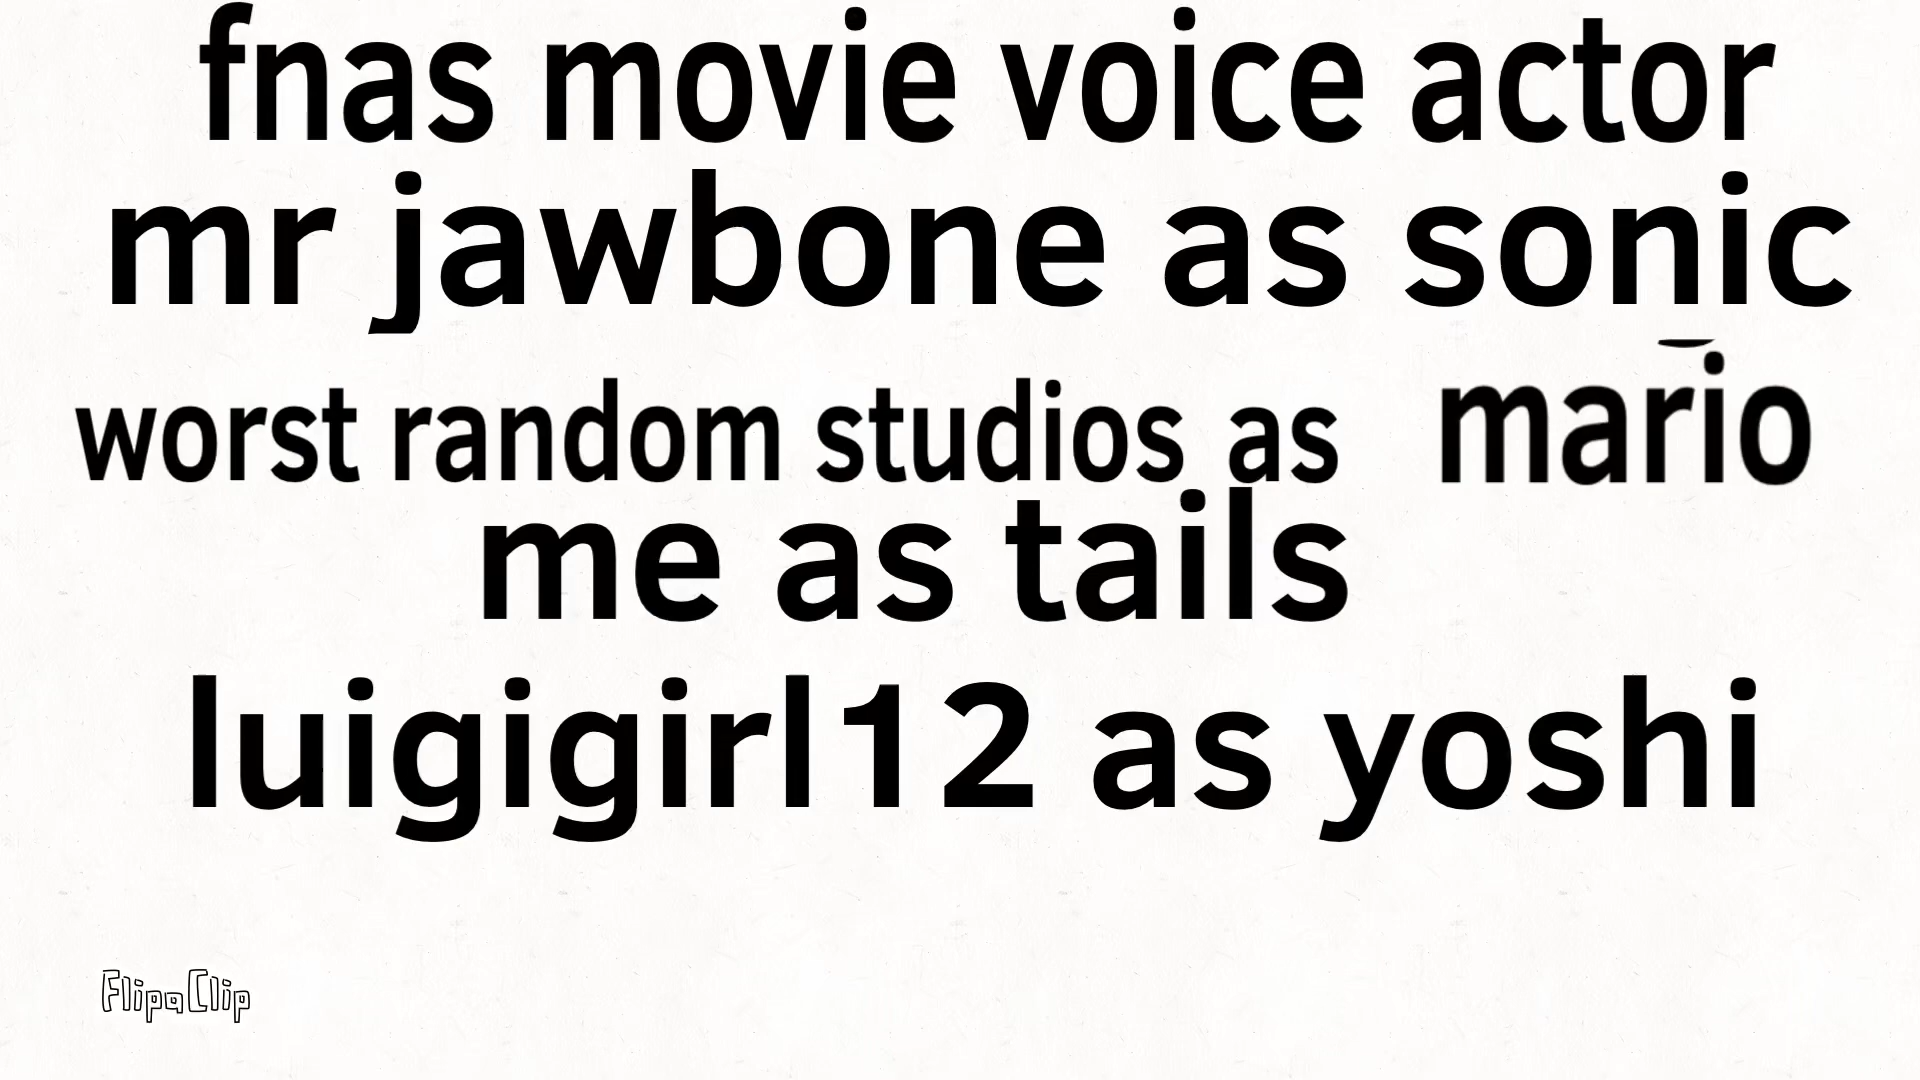 fnas movie voice actor
mr jawbone as sonic
worst random studios as mario
me as tails
luigigirl12 as yoshi
FlipaClip